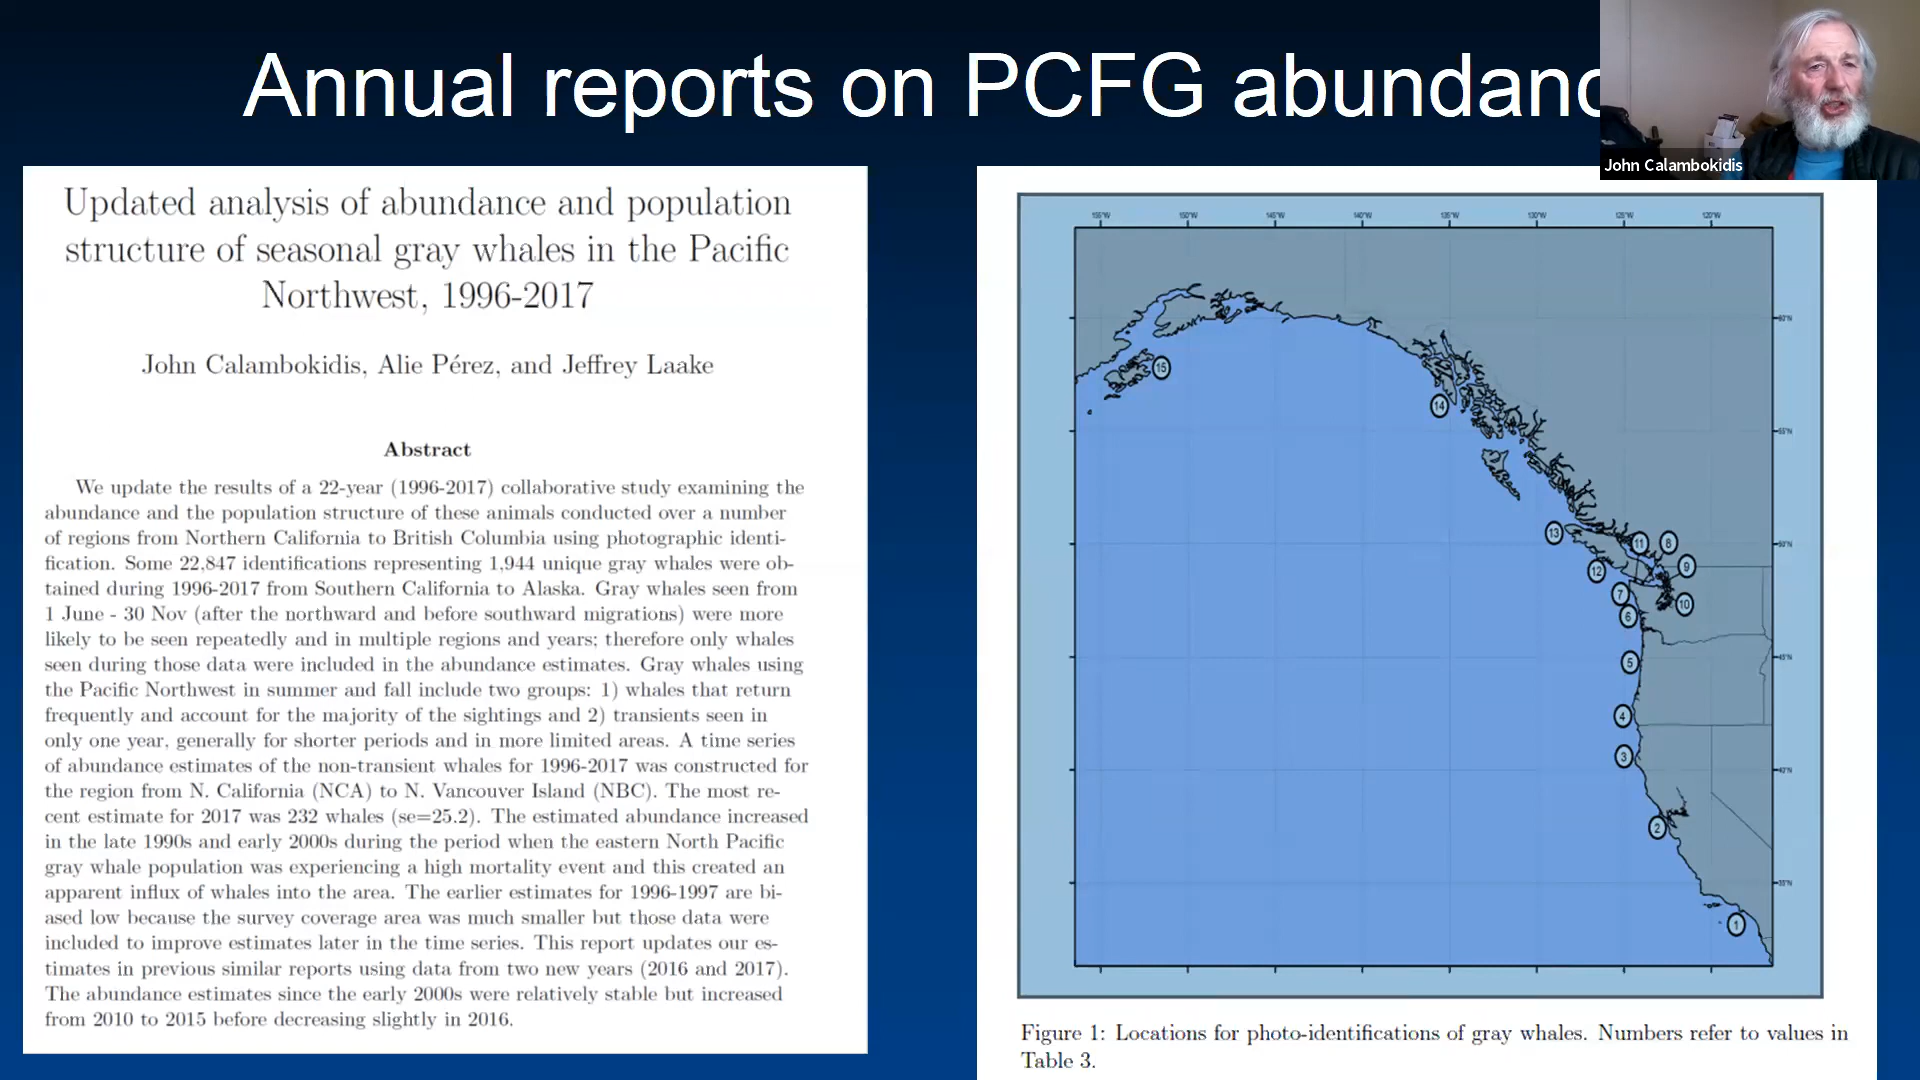 Annual reports on PCFG abundanc
John Calambokidis
Updated analysis of abundance and population
structure of seasonal gray whales in the Pacific
Northwest, 1996-2017
John Calambokidis, Alie Pérez, and Jeffrey Laake
Abstract
We update the results of a 22-year (1996-2017) collaborative study examining the
abundance and the population structure of these animals conducted over a number
of regions from Northern California to British Columbia using photographic identi-
fication. Some 22,847 identifications representing 1,944 unique gray whales were ob-
tained during 1996-2017 from Southern California to Alaska. Gray whales seen from
1 June - 30 Nov (after the northward and before southward migrations) were more
likely to be seen repeatedly and in multiple regions and years; therefore only whales
seen during those data were included in the abundance estimates. Gray whales using
the Pacific Northwest in summer and fall include two groups: 1) whales that return
frequently and account for the majority of the sightings and 2) transients seen in
only one year, generally for shorter periods and in more limited areas. A time series
of abundance estimates of the non-transient whales for 1996-2017 was constructed for
the region from N. California (NCA) to N. Vancouver Island (NBC). The most re-
cent estimate for 2017 was 232 whales (se=25.2). The estimated abundance increased
in the late 1990s and early 2000s during the period when the eastern North Pacific
gray whale population was experiencing a high mortality event and this created an
apparent influx of whales into the area. The earlier estimates for 1996-1997 are bi-
ased low because the survey coverage area was much smaller but those data were
included to improve estimates later in the time series. This report updates our es-
timates in previous similar reports using data from two new years (2016 and 2017).
The abundance estimates since the early 2000s were relatively stable but increased
from 2010 to 2015 before decreasing slightly in 2016.
155°W 150°W 145°W 140°W 135°W 130°W 125°W 120°W
60°N
15
14
55°N
13
11
8
50°N
12
9
7
10
6
5
45°N
4
3
40°N
2
35°N
1
Figure 1: Locations for photo-identifications of gray whales. Numbers refer to values in
Table 3.